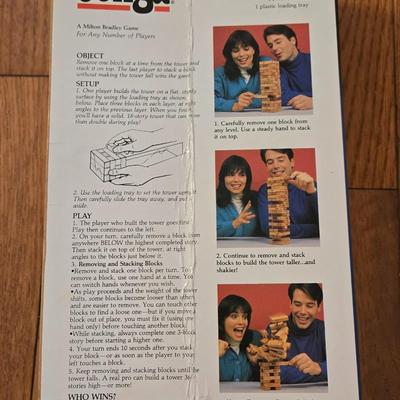 Jenga®
A Milton Bradley Game
For Any Number of Players
OBJECT
Remove one block at a time from the tower and
stack it on top. The last player to stack a block
without making the tower fall wins the game.
SETUP
1. One player builds the tower on a flat, sturdy
surface by using the loading tray as shown
below. Place three blocks in each layer, at right
angles to the previous layer. When you finish
you'll have a solid, 18-story tower that can more
than double during play!
2. Use the loading tray to set the tower upright.
Then carefully slide the tray away, and put it
aside.
PLAY
1. The player who built the tower goes first.
Play then continues to the left.
2. On your turn, carefully remove a block from
anywhere BELOW the highest completed story.
Then stack it on top of the tower, at right
angles to the blocks just below it.
3. Removing and Stacking Blocks
•Remove and stack one block per turn. To
remove a block, use one hand at a time. You
can switch hands whenever you wish.
•As play proceeds and the weight of the tower
shifts, some blocks become looser than others
and are easier to remove. You can touch other
blocks to find a loose one—but if you move a
block out of place, you must fix it (using one
hand only) before touching another block.
•While stacking, always complete one 3-block
story before starting a higher one.
4. Your turn ends 10 seconds after you stack
your block—or as soon as the player to your
left touches a block.
5. Keep removing and stacking blocks until the
tower falls. A real pro can build a tower 36
stories high—or more!
WHO WINS?
1 plastic loading tray
1. Carefully remove one block from
any level. Use a steady hand to stack
it on top.
2. Continue to remove and stack
blocks to build the tower taller...and
shakier!